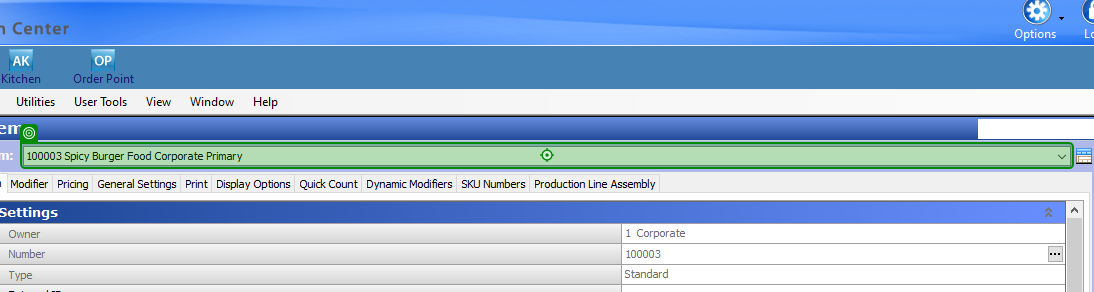 n Center
Options
Lo
AK
OP
Kitchen
Order Point
Utilities User Tools View Window Help
em
m:
100003 Spicy Burger Food Corporate Primary
Modifier Pricing General Settings Print Display Options Quick Count Dynamic Modifiers SKU Numbers Production Line Assembly
Settings
Owner
1 Corporate
Number
100003
Type
Standard